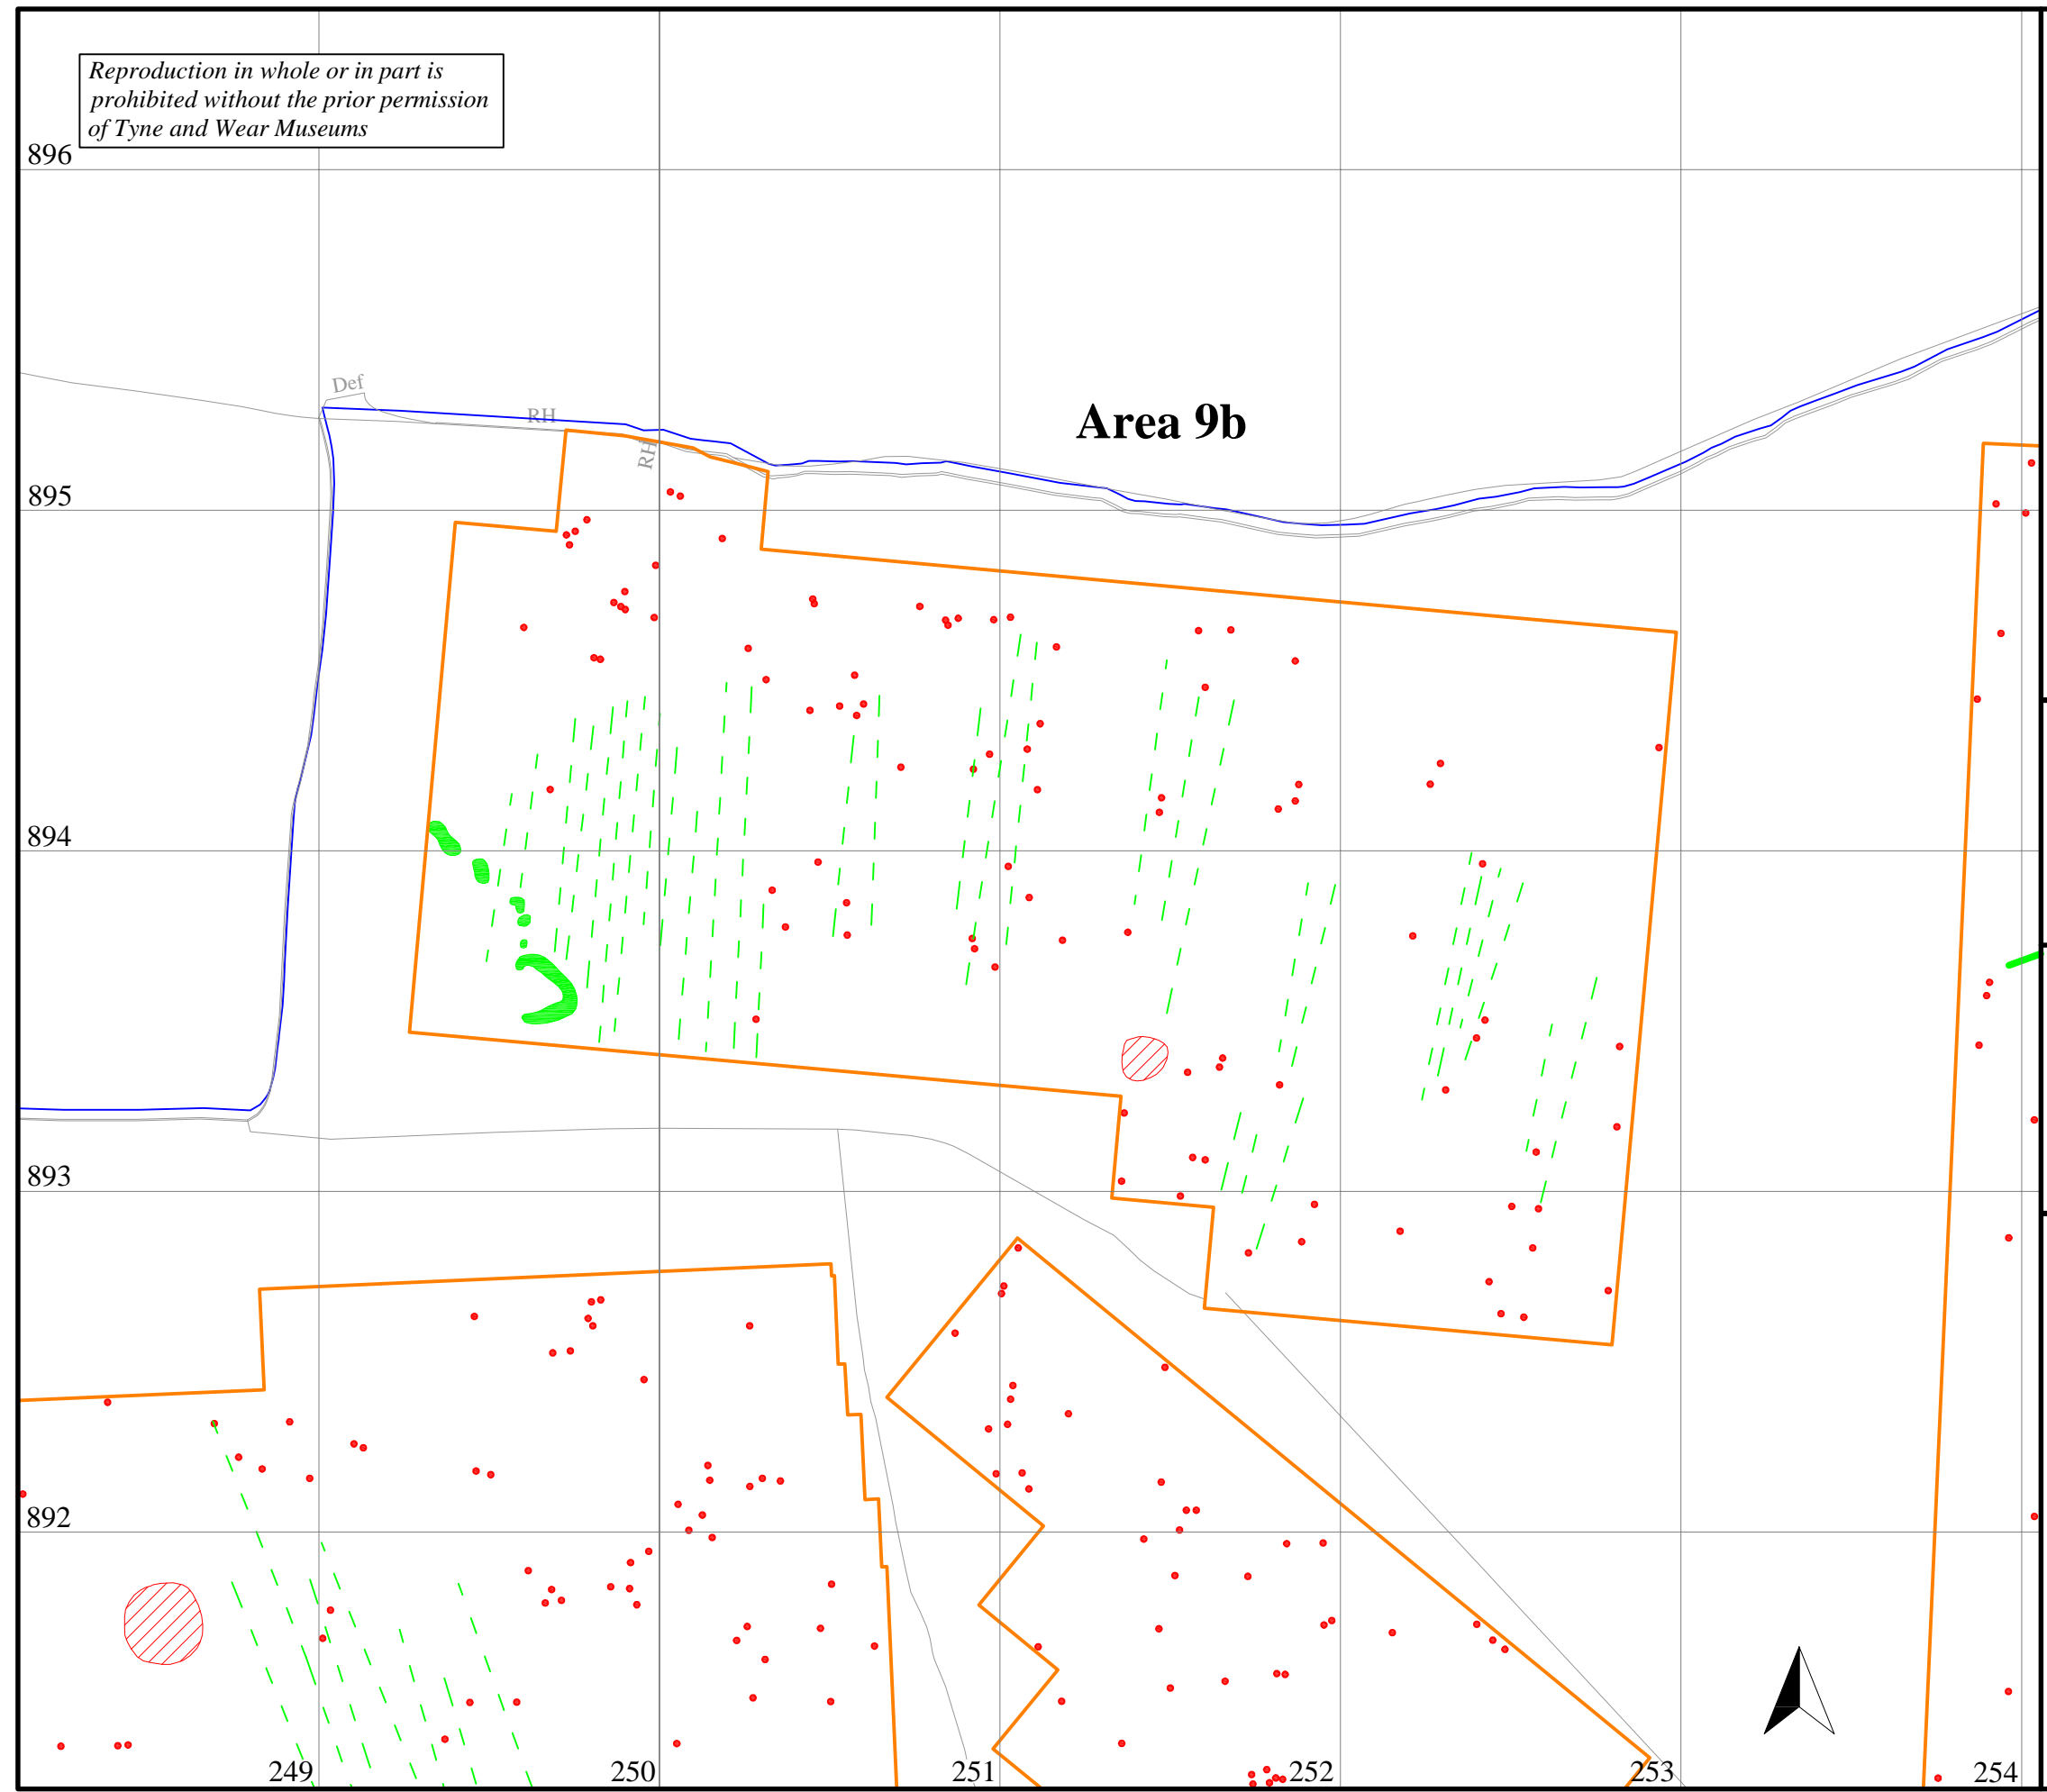 Reproduction in whole or in part is
prohibited without the prior permission
of Tyne and Wear Museums
896
Def
RH
RH
Area 9b
895
894
893
892
249
250
251
252
253
254